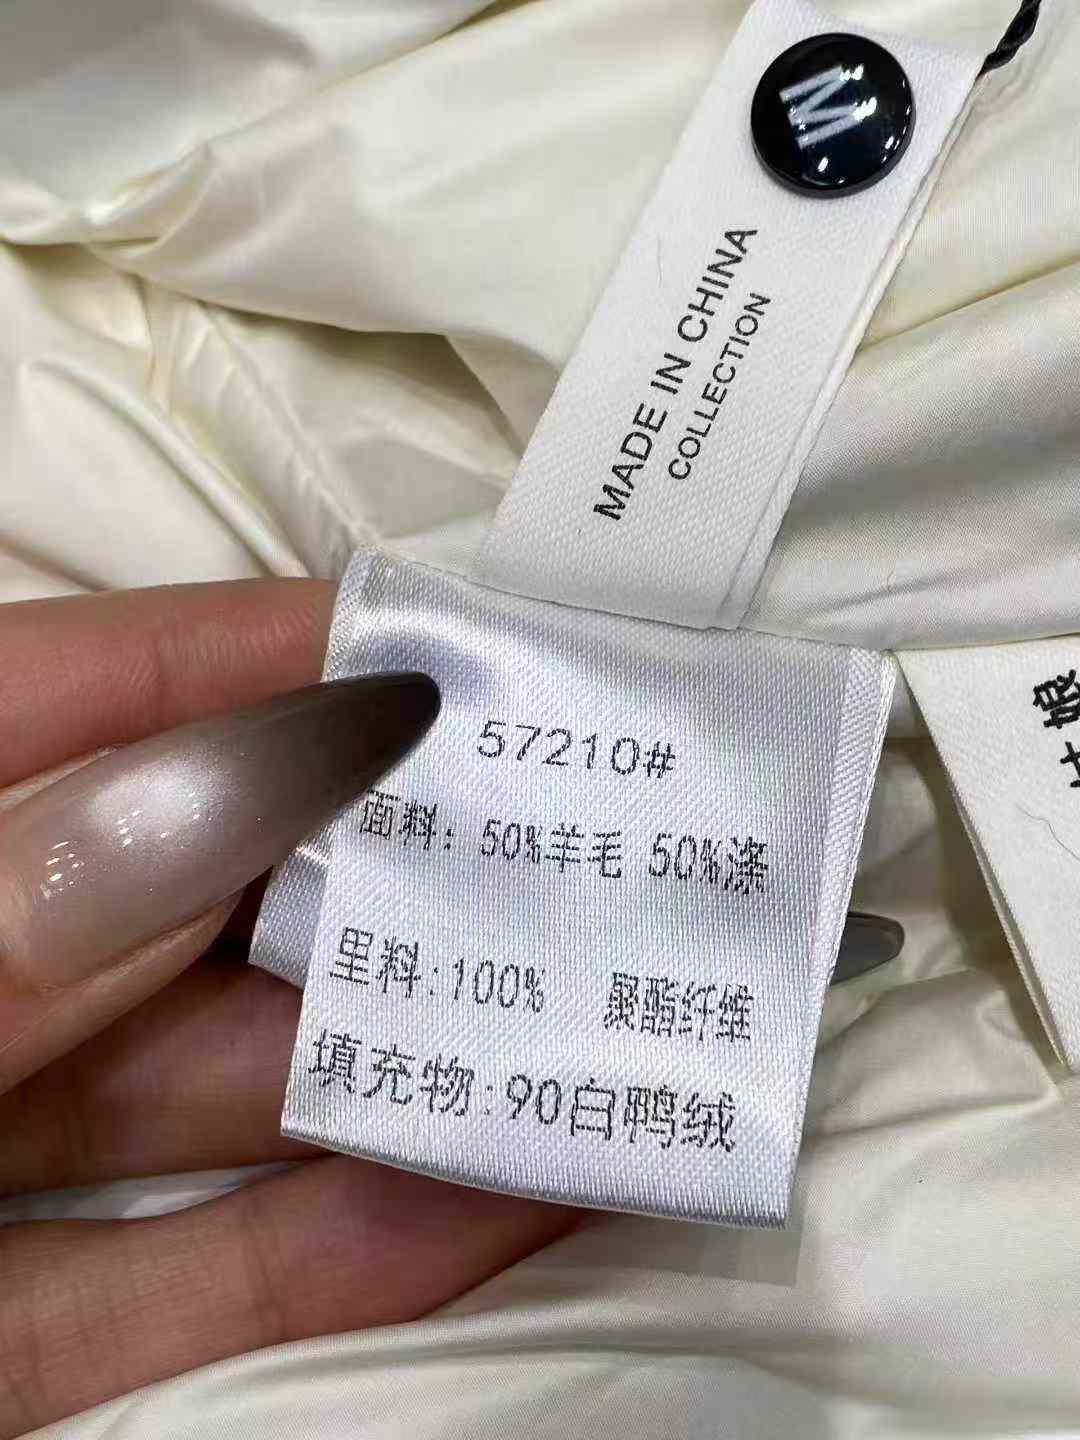 M
MADE IN CHINA
COLLECTION
57210#
面料: 50%羊毛 50%涤
里料:100% 聚酯纤维
填充物:90白鸭绒
娘